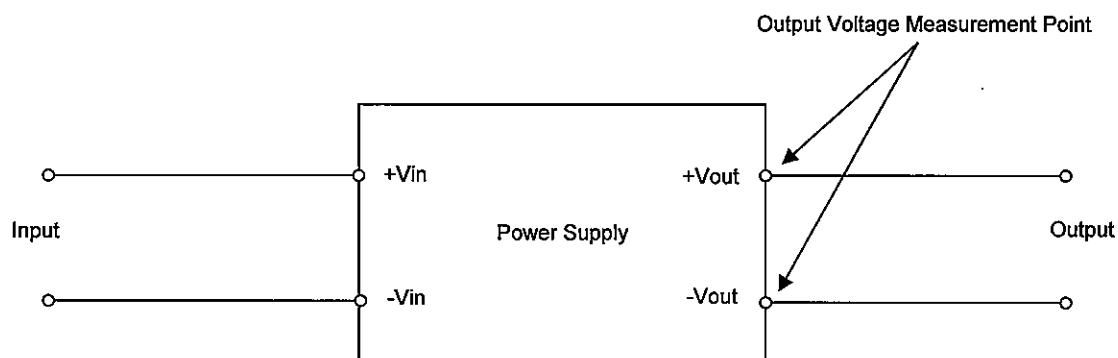 Output Voltage Measurement Point
+Vin
+Vout
Input
Power Supply
Output
-Vin
-Vout